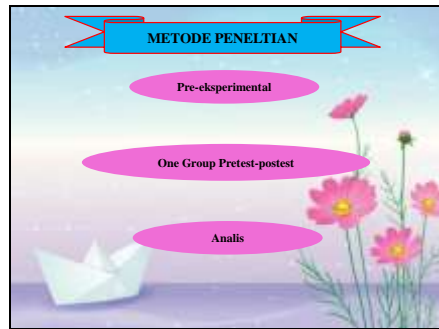 METODE PENELTIAN
Pre-eksperimental
One Group Pretest-postest
Analis